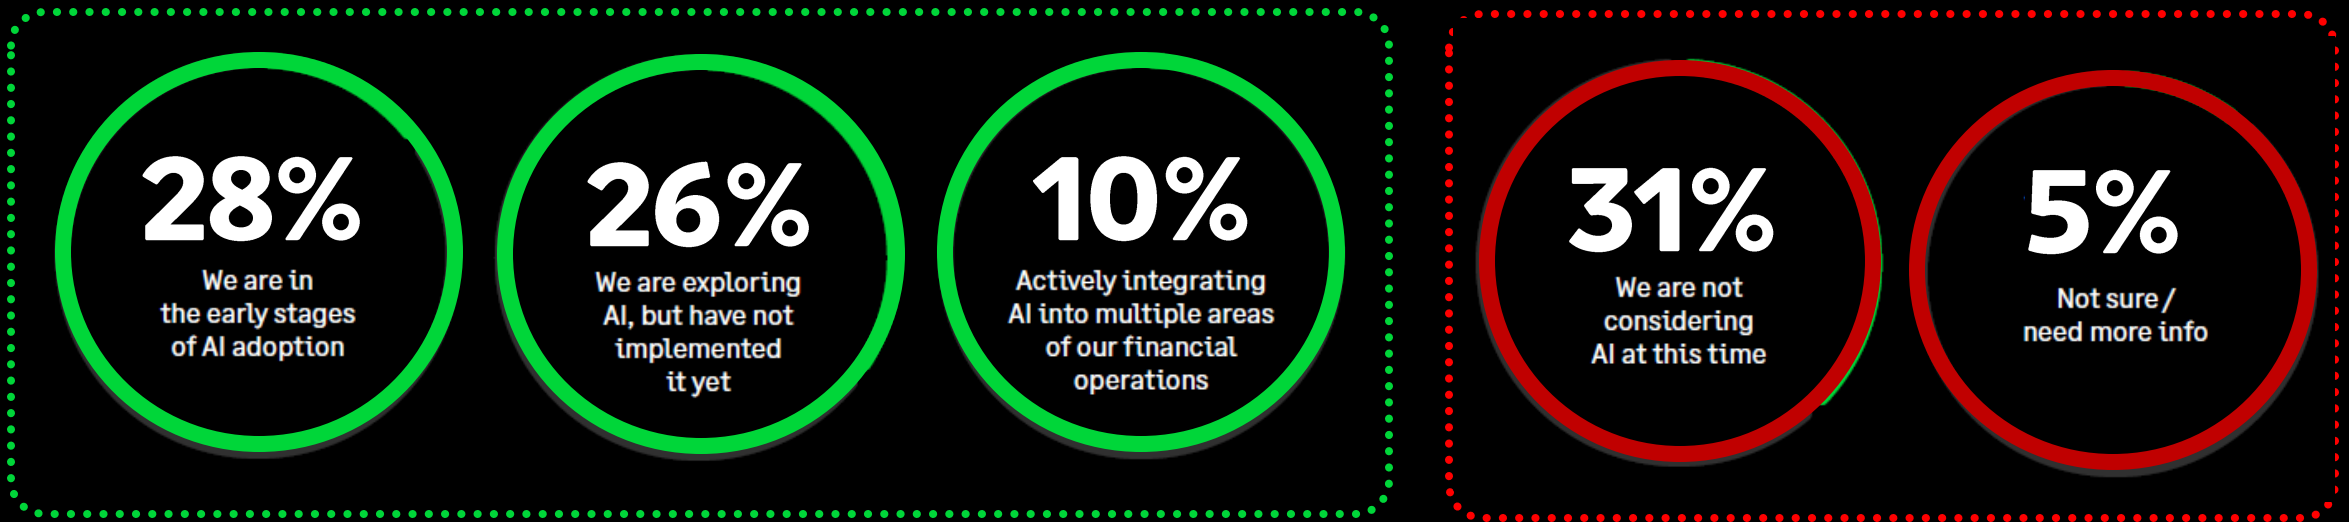 28%
We are in
the early stages
of AI adoption
26%
We are exploring
AI, but have not
implemented
it yet
10%
Actively integrating
AI into multiple areas
of our financial
operations
31%
We are not
considering
AI at this time
5%
Not sure/
need more info